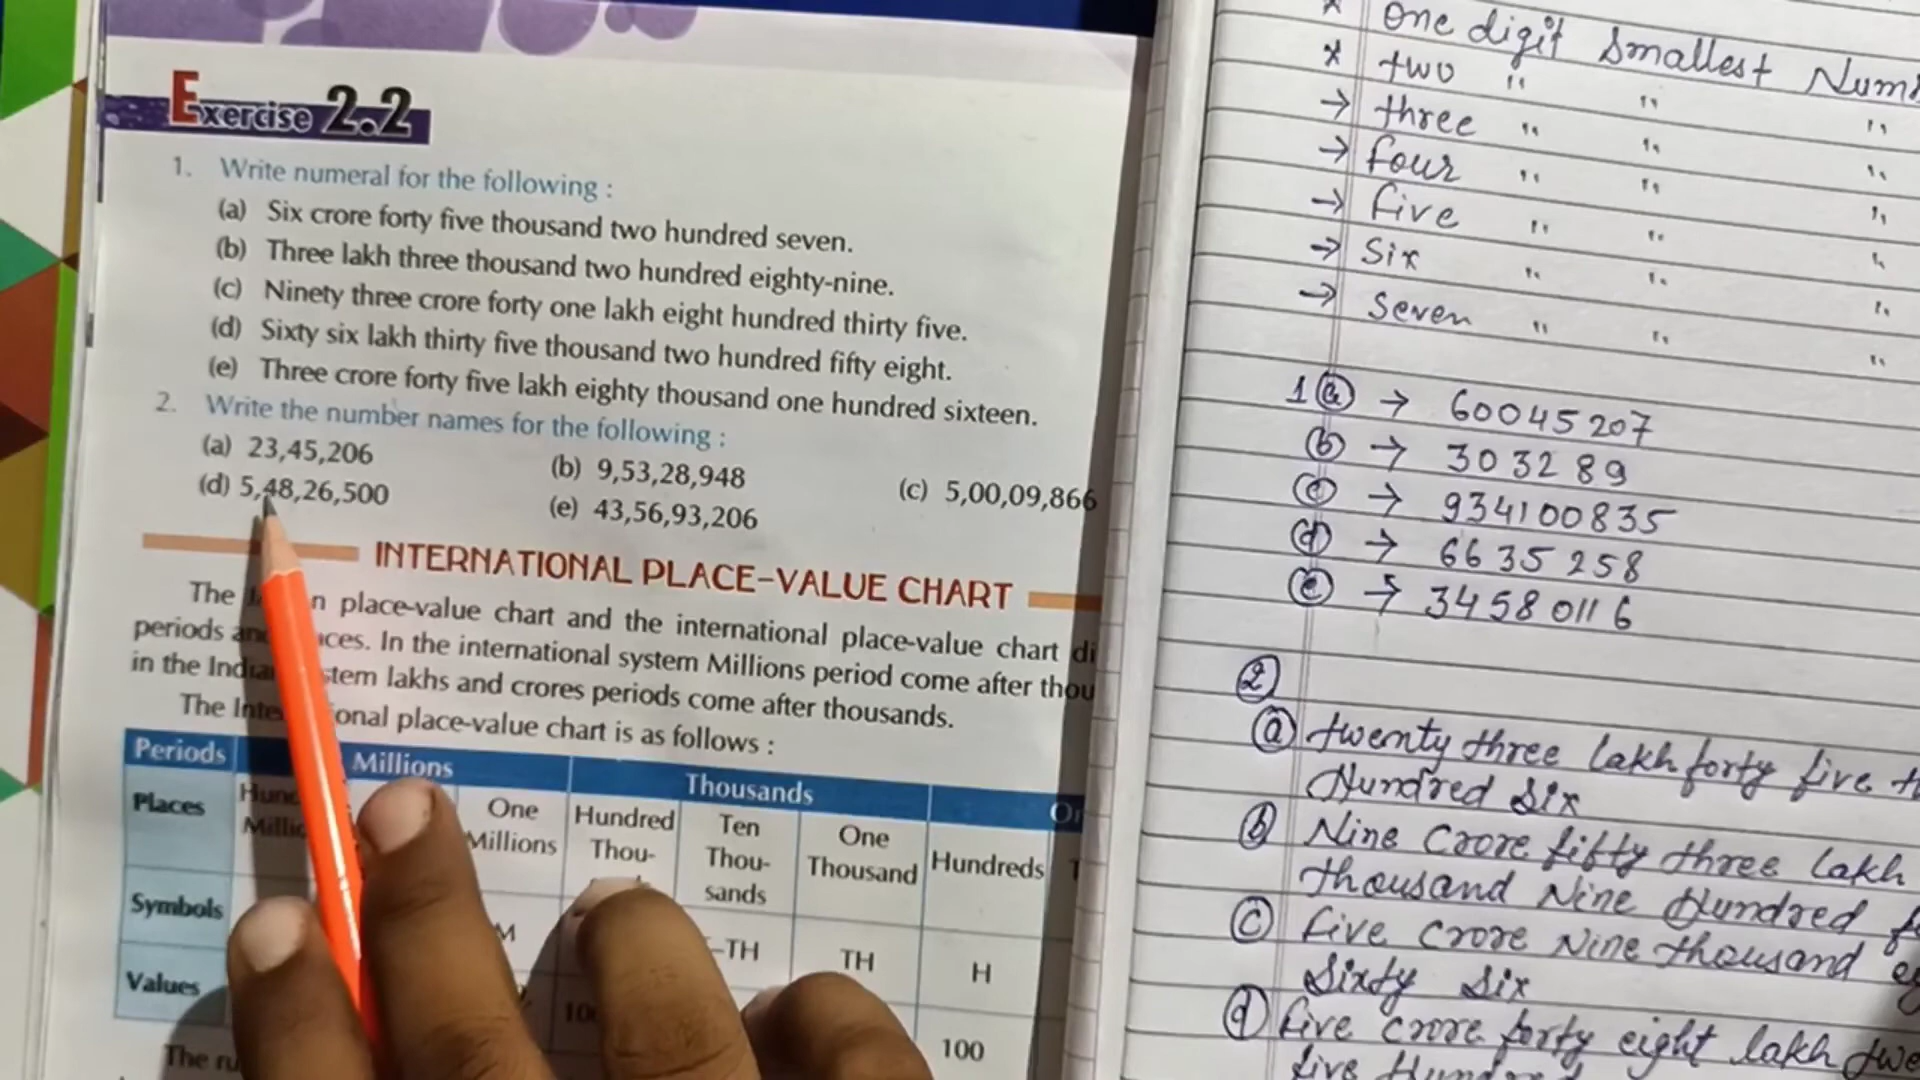 Exercise 2.2
1. Write numeral for the following :
(a) Six crore forty five thousand two hundred seven.
(b) Three lakh three thousand two hundred eighty-nine.
(c) Ninety three crore forty one lakh eight hundred thirty five.
(d) Sixty six lakh thirty five thousand two hundred fifty eight.
(e) Three crore forty five lakh eighty thousand one hundred sixteen.
2. Write the number names for the following :
(a) 23,45,206 (b) 9,53,28,948 (c) 5,00,09,866
(d) 5,48,26,500 (e) 43,56,93,206
INTERNATIONAL PLACE-VALUE CHART
The place-value chart and the international place-value chart
periods In the international system Millions period come after
in the lakhs and crores periods come after thousands.
The place-value chart is as follows :
Periods Millions Thousands
Places One Millions Hundred Thou- Ten Thou-sands One Thousand Hundreds
Symbols M TH H
Values 100
The
* One digit Smallest
* two " " "
→ three " " "
→ four " " "
→ five " " "
→ Six " " "
→ Seven " " "
1 (a) → 60045207
(b) → 303289
(c) → 934100835
(d) → 6635258
(e) → 34580116
(2)
(a) twenty three lakh forty five
Hundred Six
(b) Nine Crore fifty three lakh
thousand Nine Hundred
(c) five Crore Nine thousand
Sixty Six
(d) five crore forty eight lakh
five